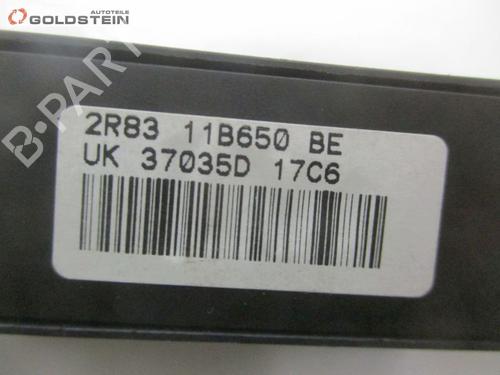 AUTOTEILE
GOLDSTEIN
B-PARTS
2R83 11B650 BE
UK 37035D 17C6